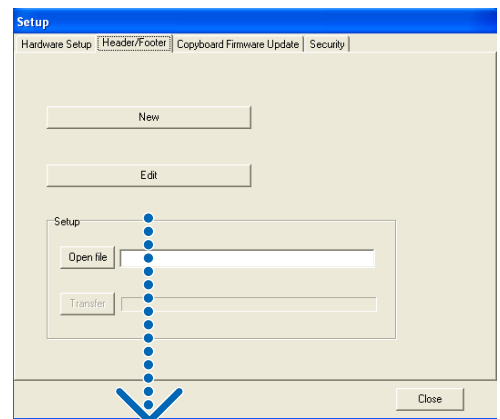 Setup
Hardware Setup Header/Footer Copyboard Firmware Update Security
New
Edit
Setup
Open file
Transfer
Close